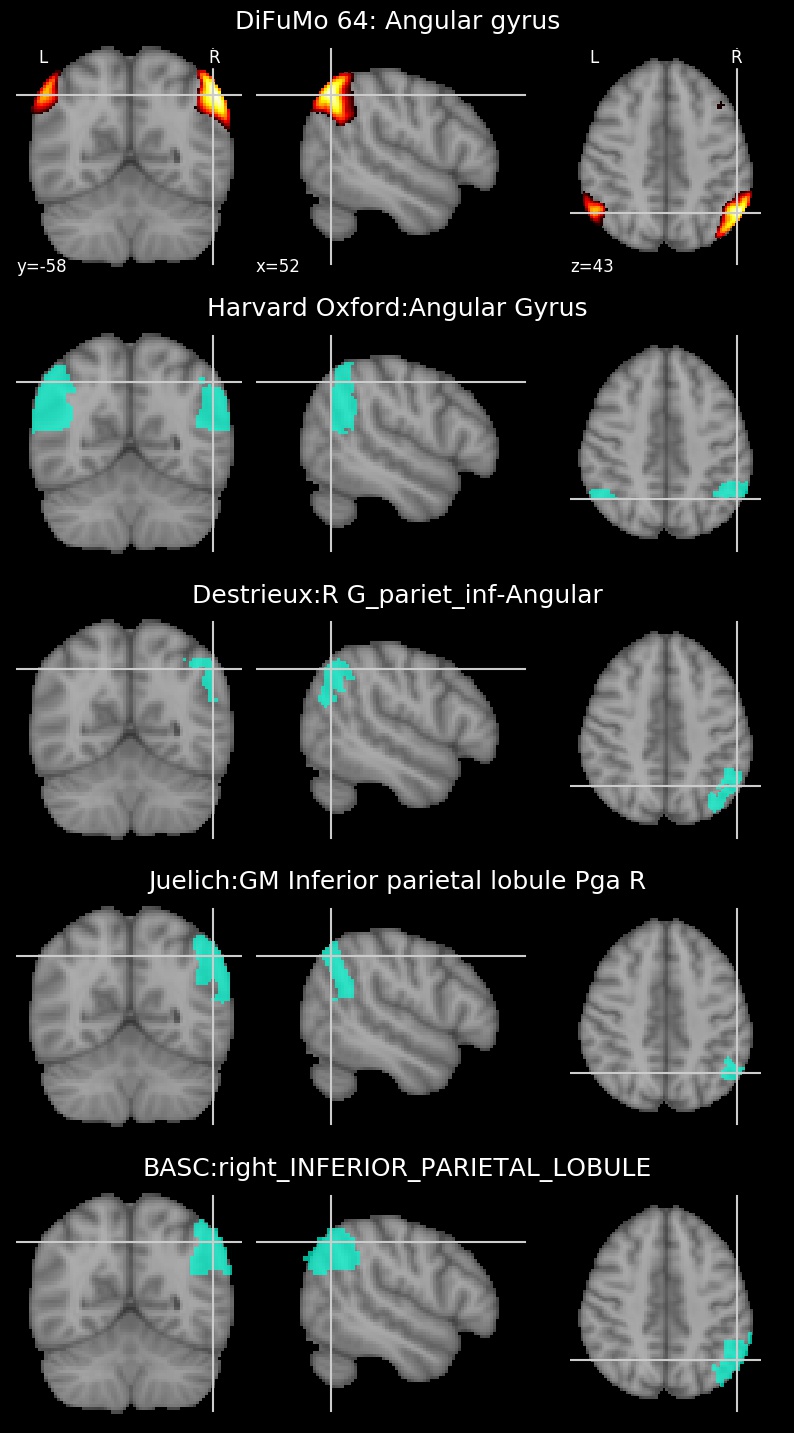 DiFuMo 64: Angular gyrus
L R L R
y=-58 x=52 z=43
Harvard Oxford:Angular Gyrus
Destrieux:R G_pariet_inf-Angular
Juelich:GM Inferior parietal lobule Pga R
BASC:right_INFERIOR_PARIETAL_LOBULE